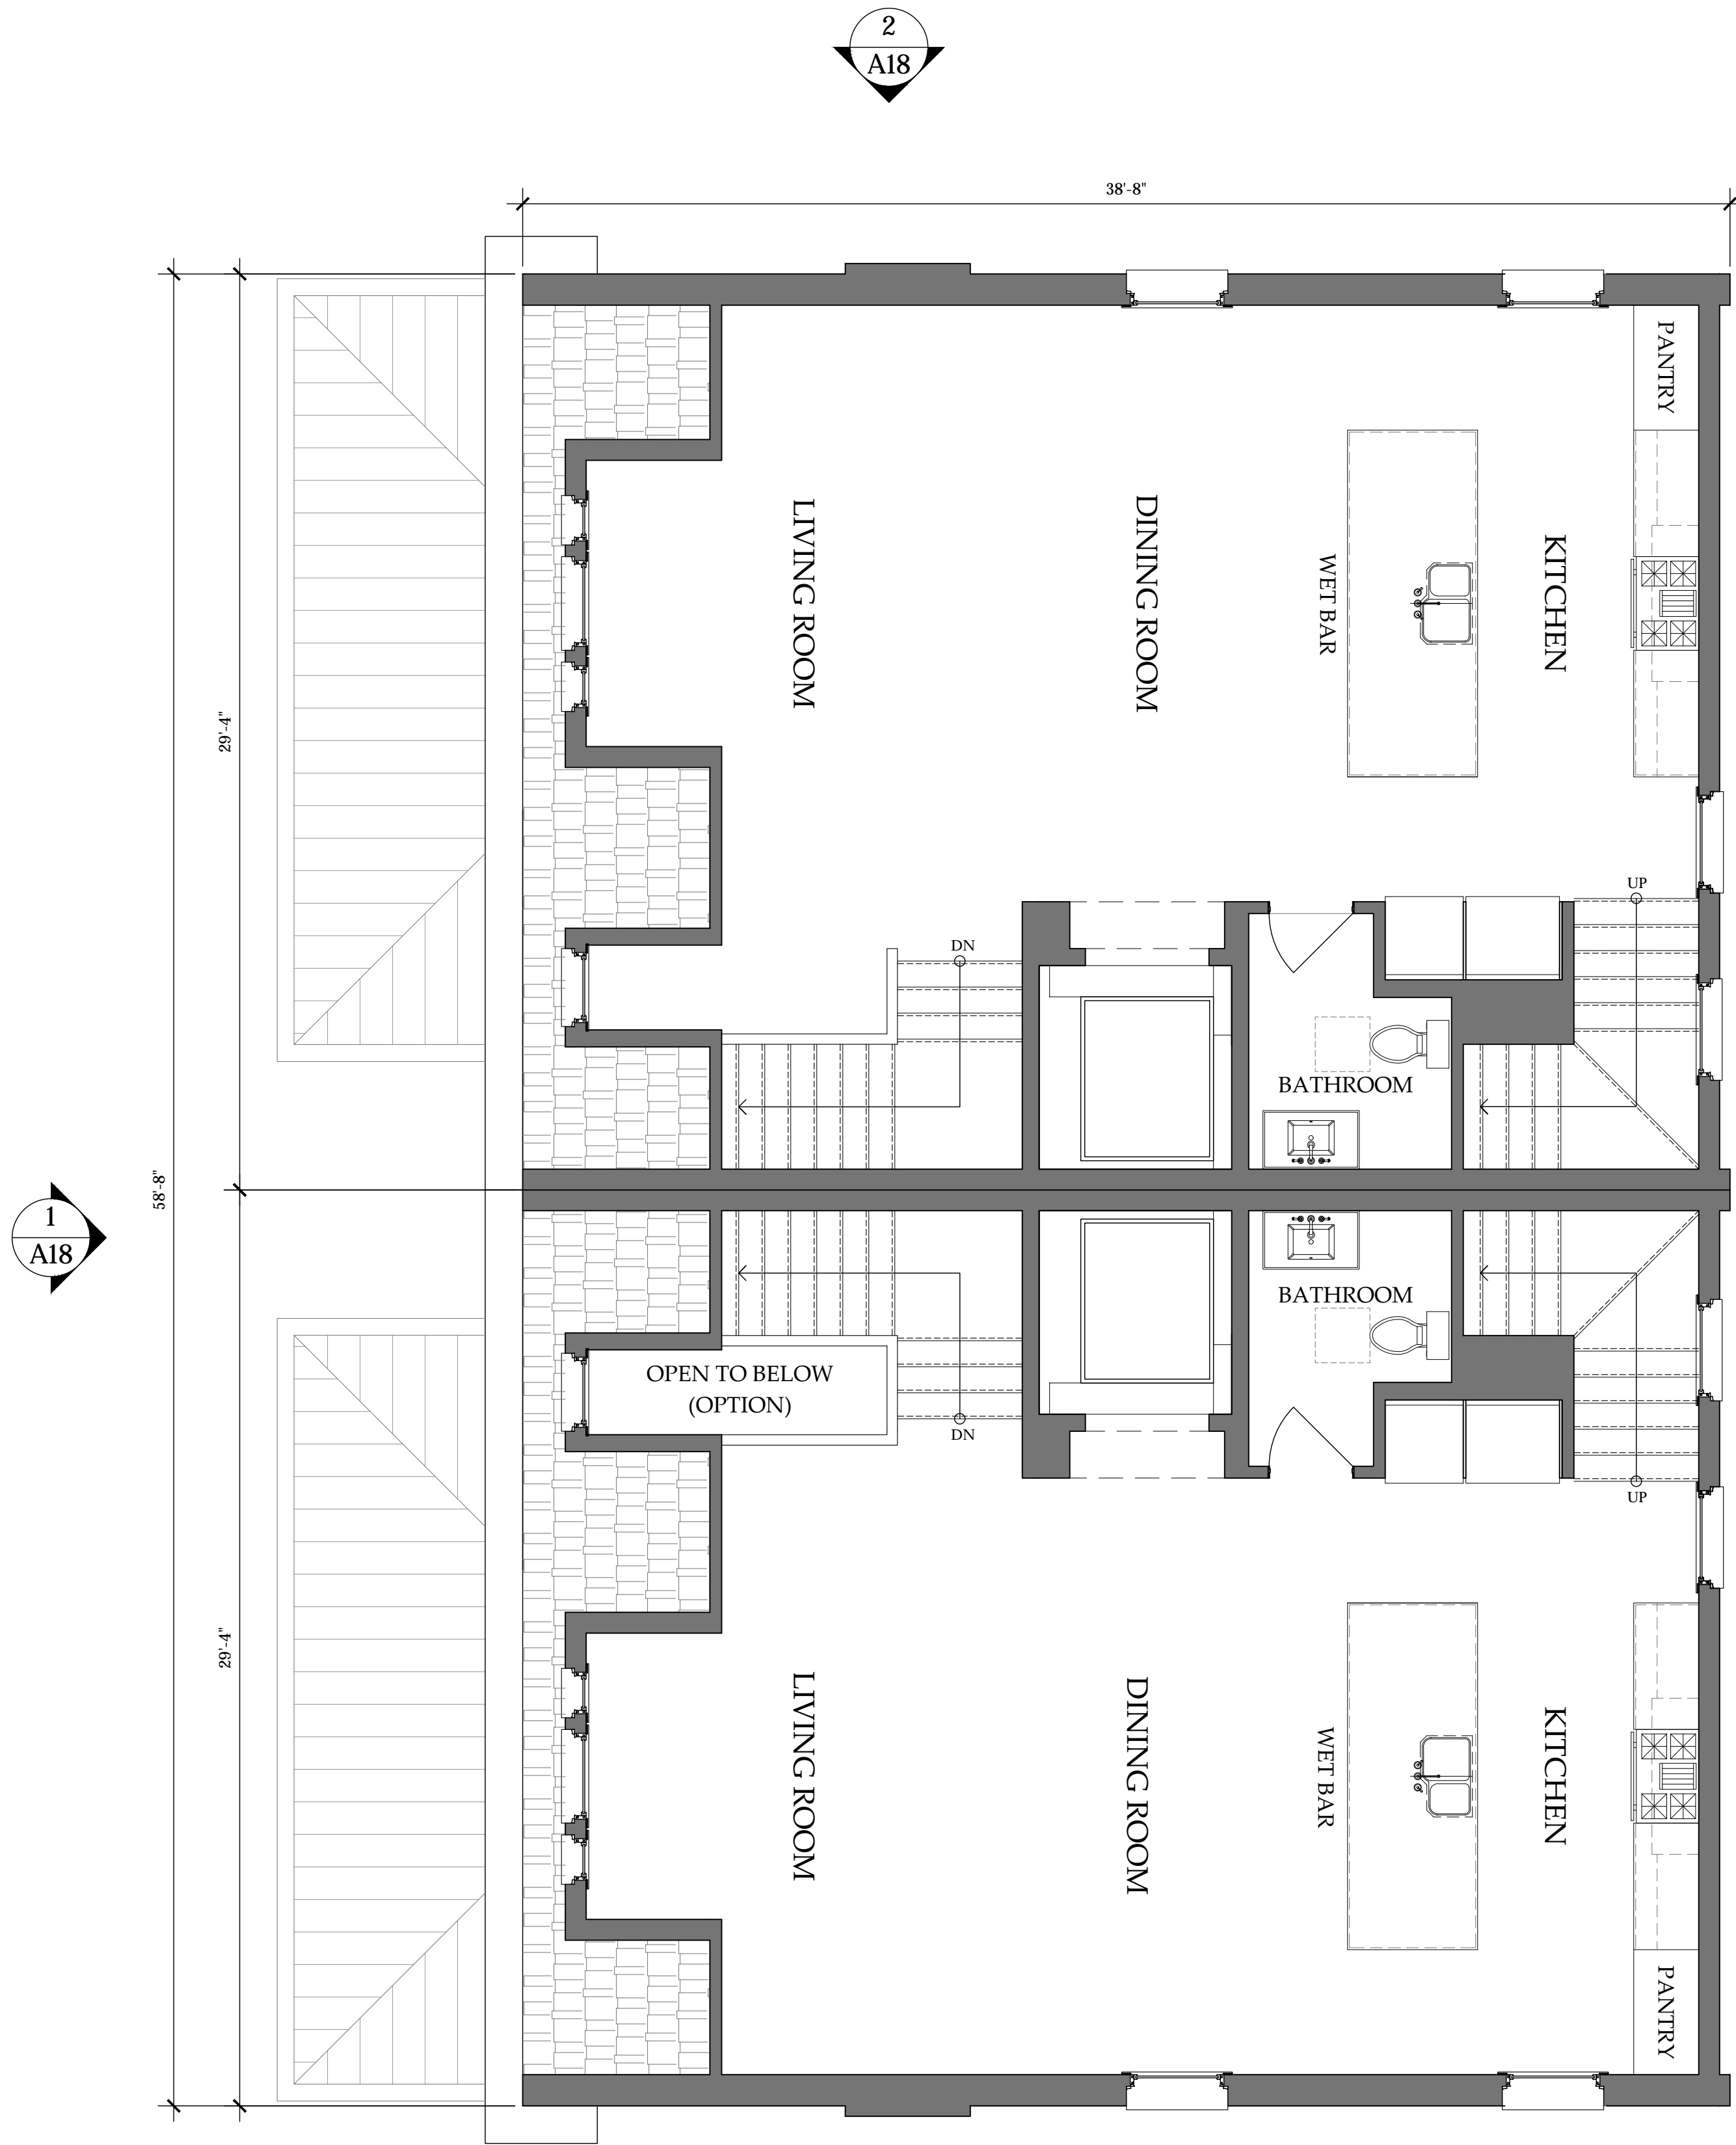 2
A18
38'-8"
PANTRY
LIVING ROOM
DINING ROOM
WET BAR
KITCHEN
29'-4"
UP
DN
BATHROOM
58'-8"
1
A18
BATHROOM
OPEN TO BELOW
(OPTION)
DN
UP
29'-4"
LIVING ROOM
DINING ROOM
WET BAR
KITCHEN
PANTRY